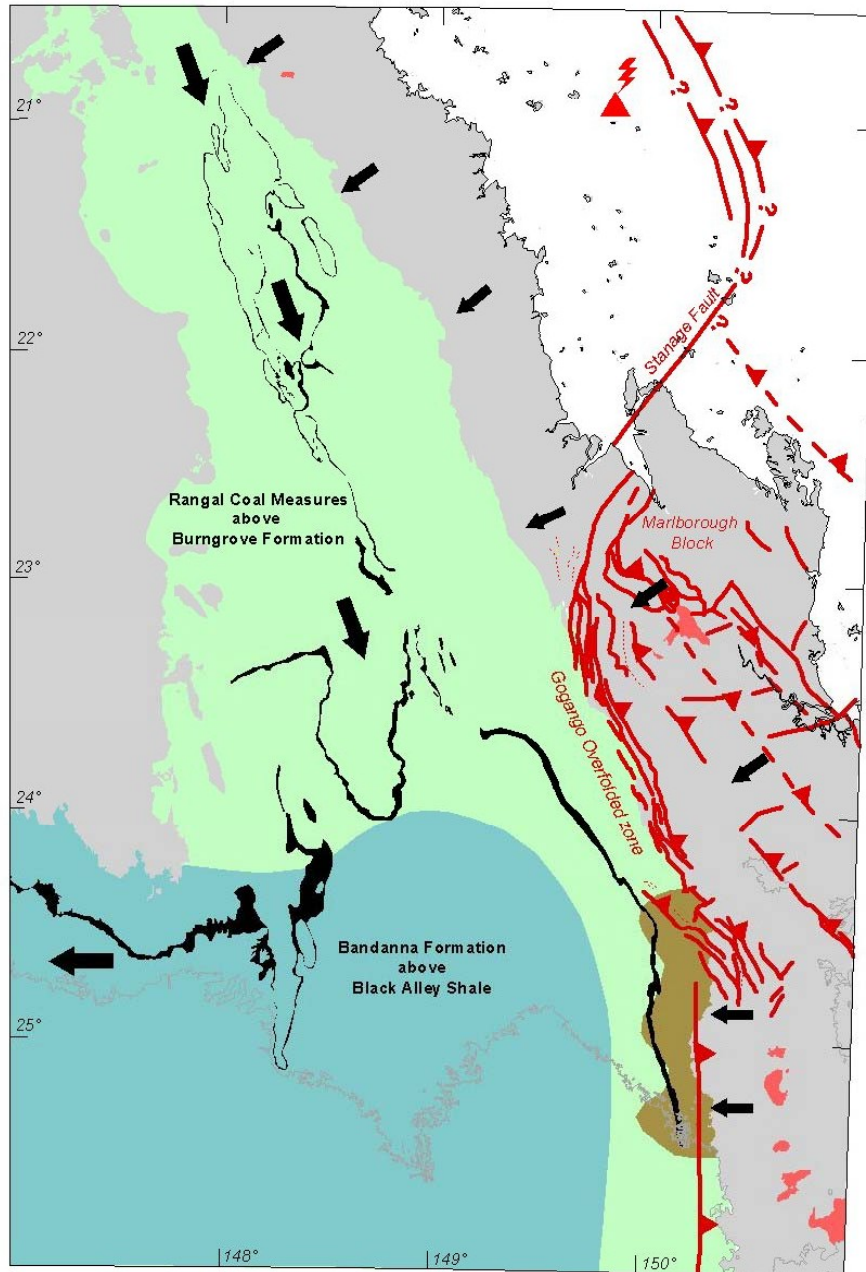 21°
?
?
?
?
?
22°
Stanage Fault
Rangal Coal Measures
above
Burngrove Formation
Marlborough
Block
23°
Gogango Overfolded zone
24°
Bandanna Formation
above
Black Alley Shale
25°
148°
149°
150°